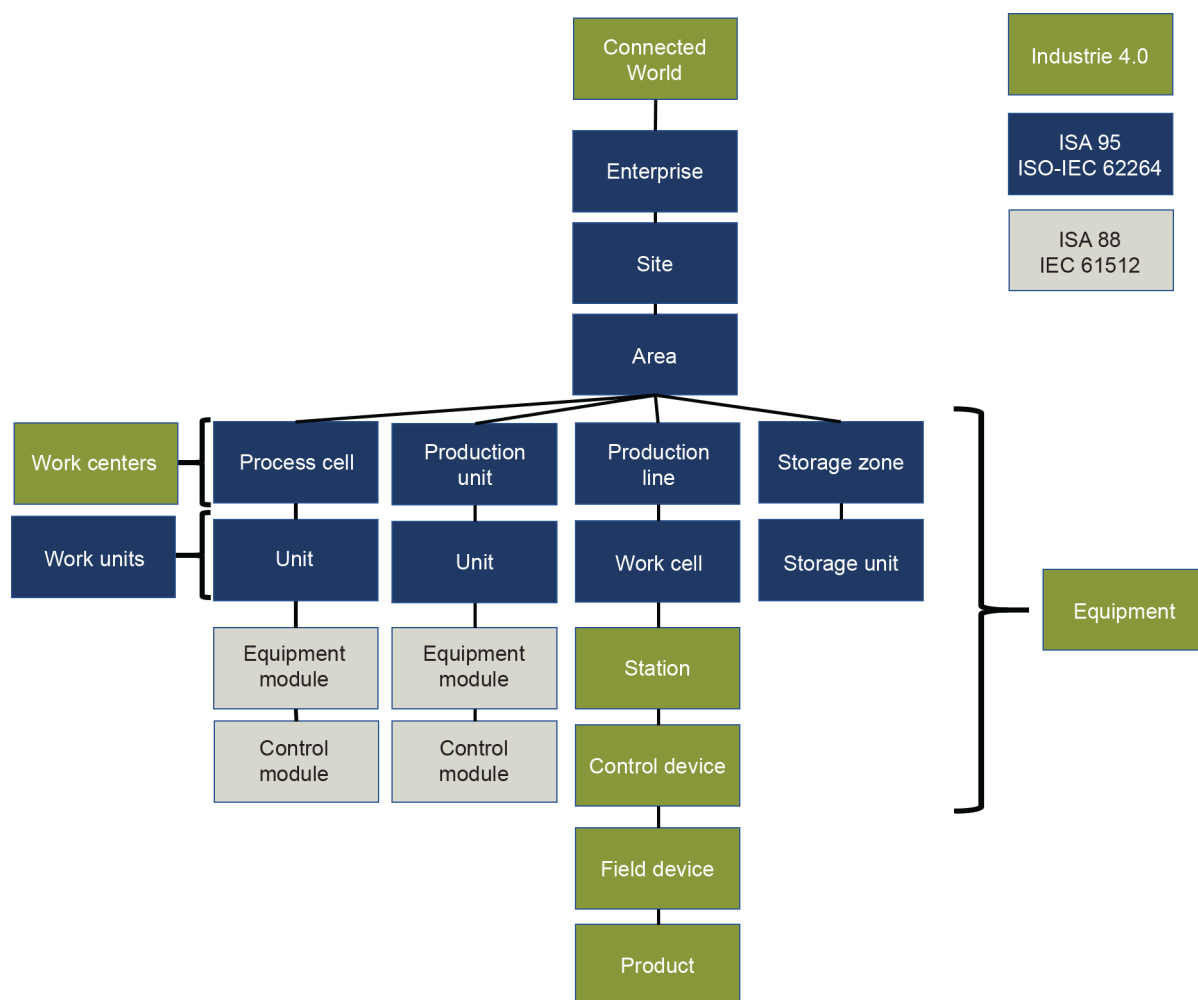 Connected
World
Industrie 4.0
Enterprise
ISA 95
ISO-IEC 62264
Site
ISA 88
IEC 61512
Area
Work centers
Process cell
Production
unit
Production
line
Storage zone
Work units
Unit
Unit
Work cell
Storage unit
Equipment
Equipment
module
Equipment
module
Station
Control
module
Control
module
Control device
Field device
Product